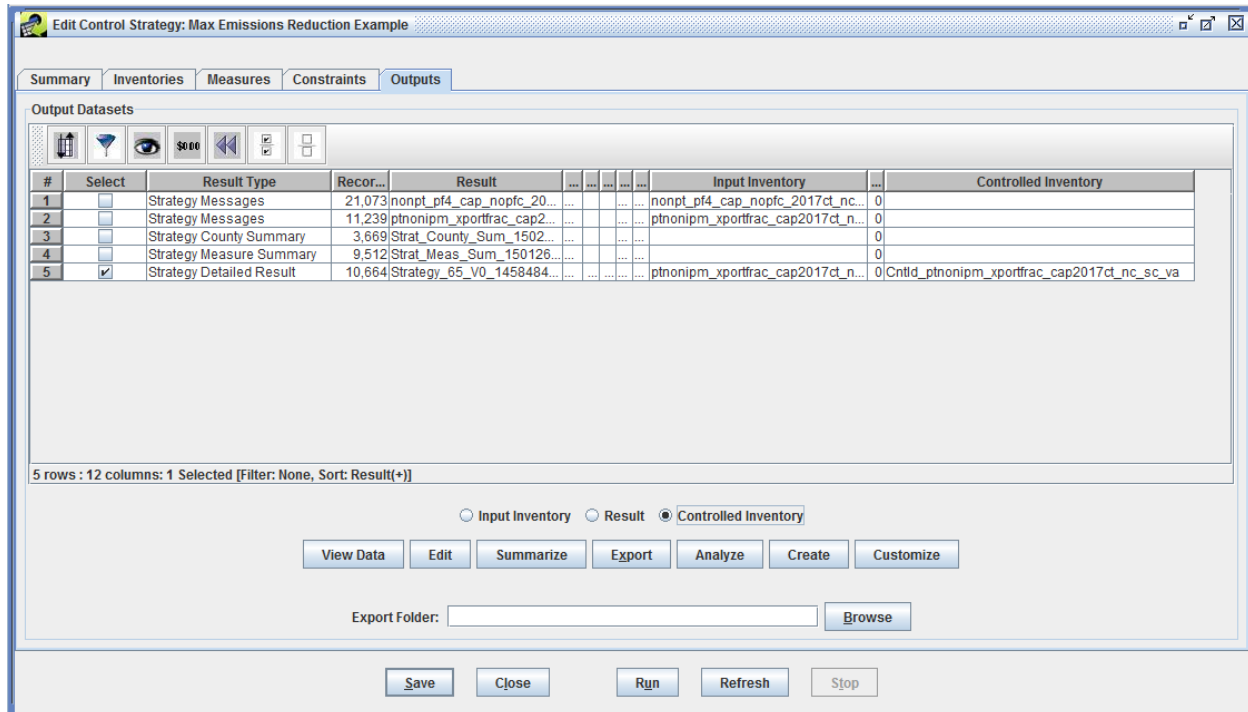 Edit Control Strategy: Max Emissions Reduction Example
Summary Inventories Measures Constraints Outputs
Output Datasets
$0.00
# Select Result Type Recor... Result ... ... ... ... ... Input Inventory ... Controlled Inventory
1 Strategy Messages 21,073 nonpt_pf4_cap_nopfc_20... ... ... ... nonpt_pf4_cap_nopfc_2017ct_nc... 0
2 Strategy Messages 11,239 ptnonipm_xportfrac_cap2... ... ... ... ptnonipm_xportfrac_cap2017ct_n... 0
3 Strategy County Summary 3,669 Strat_County_Sum_1502... ... ... ... 0
4 Strategy Measure Summary 9,512 Strat_Meas_Sum_150126... ... ... ... 0
5 Strategy Detailed Result 10,664 Strategy_65_V0_1458484... ... ... ... ... ... ptnonipm_xportfrac_cap2017ct_n... 0 Cntld_ptnonipm_xportfrac_cap2017ct_nc_sc_va
5 rows : 12 columns: 1 Selected [Filter: None, Sort: Result(+)]
Input Inventory Result Controlled Inventory
View Data Edit Summarize Export Analyze Create Customize
Export Folder: Browse
Save Close Run Refresh Stop